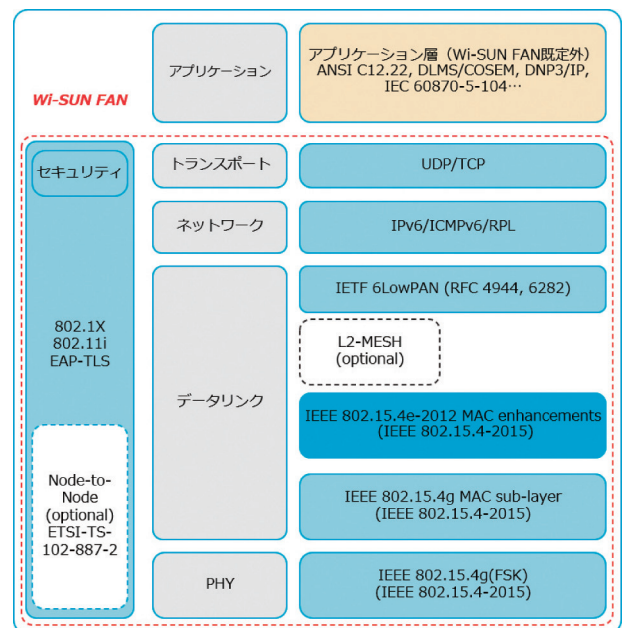 アプリケーション
アプリケーション層（Wi-SUN FAN既定外）
ANSI C12.22, DLMS/COSEM, DNP3/IP,
IEC 60870-5-104…
Wi-SUN FAN
セキュリティ
802.1X
802.11i
EAP-TLS
Node-to-
Node
(optional)
ETSI-TS-
102-887-2
トランスポート
UDP/TCP
ネットワーク
IPv6/ICMPv6/RPL
データリンク
IETF 6LowPAN (RFC 4944, 6282)
L2-MESH
(optional)
IEEE 802.15.4e-2012 MAC enhancements
(IEEE 802.15.4-2015)
IEEE 802.15.4g MAC sub-layer
(IEEE 802.15.4-2015)
PHY
IEEE 802.15.4g(FSK)
(IEEE 802.15.4-2015)